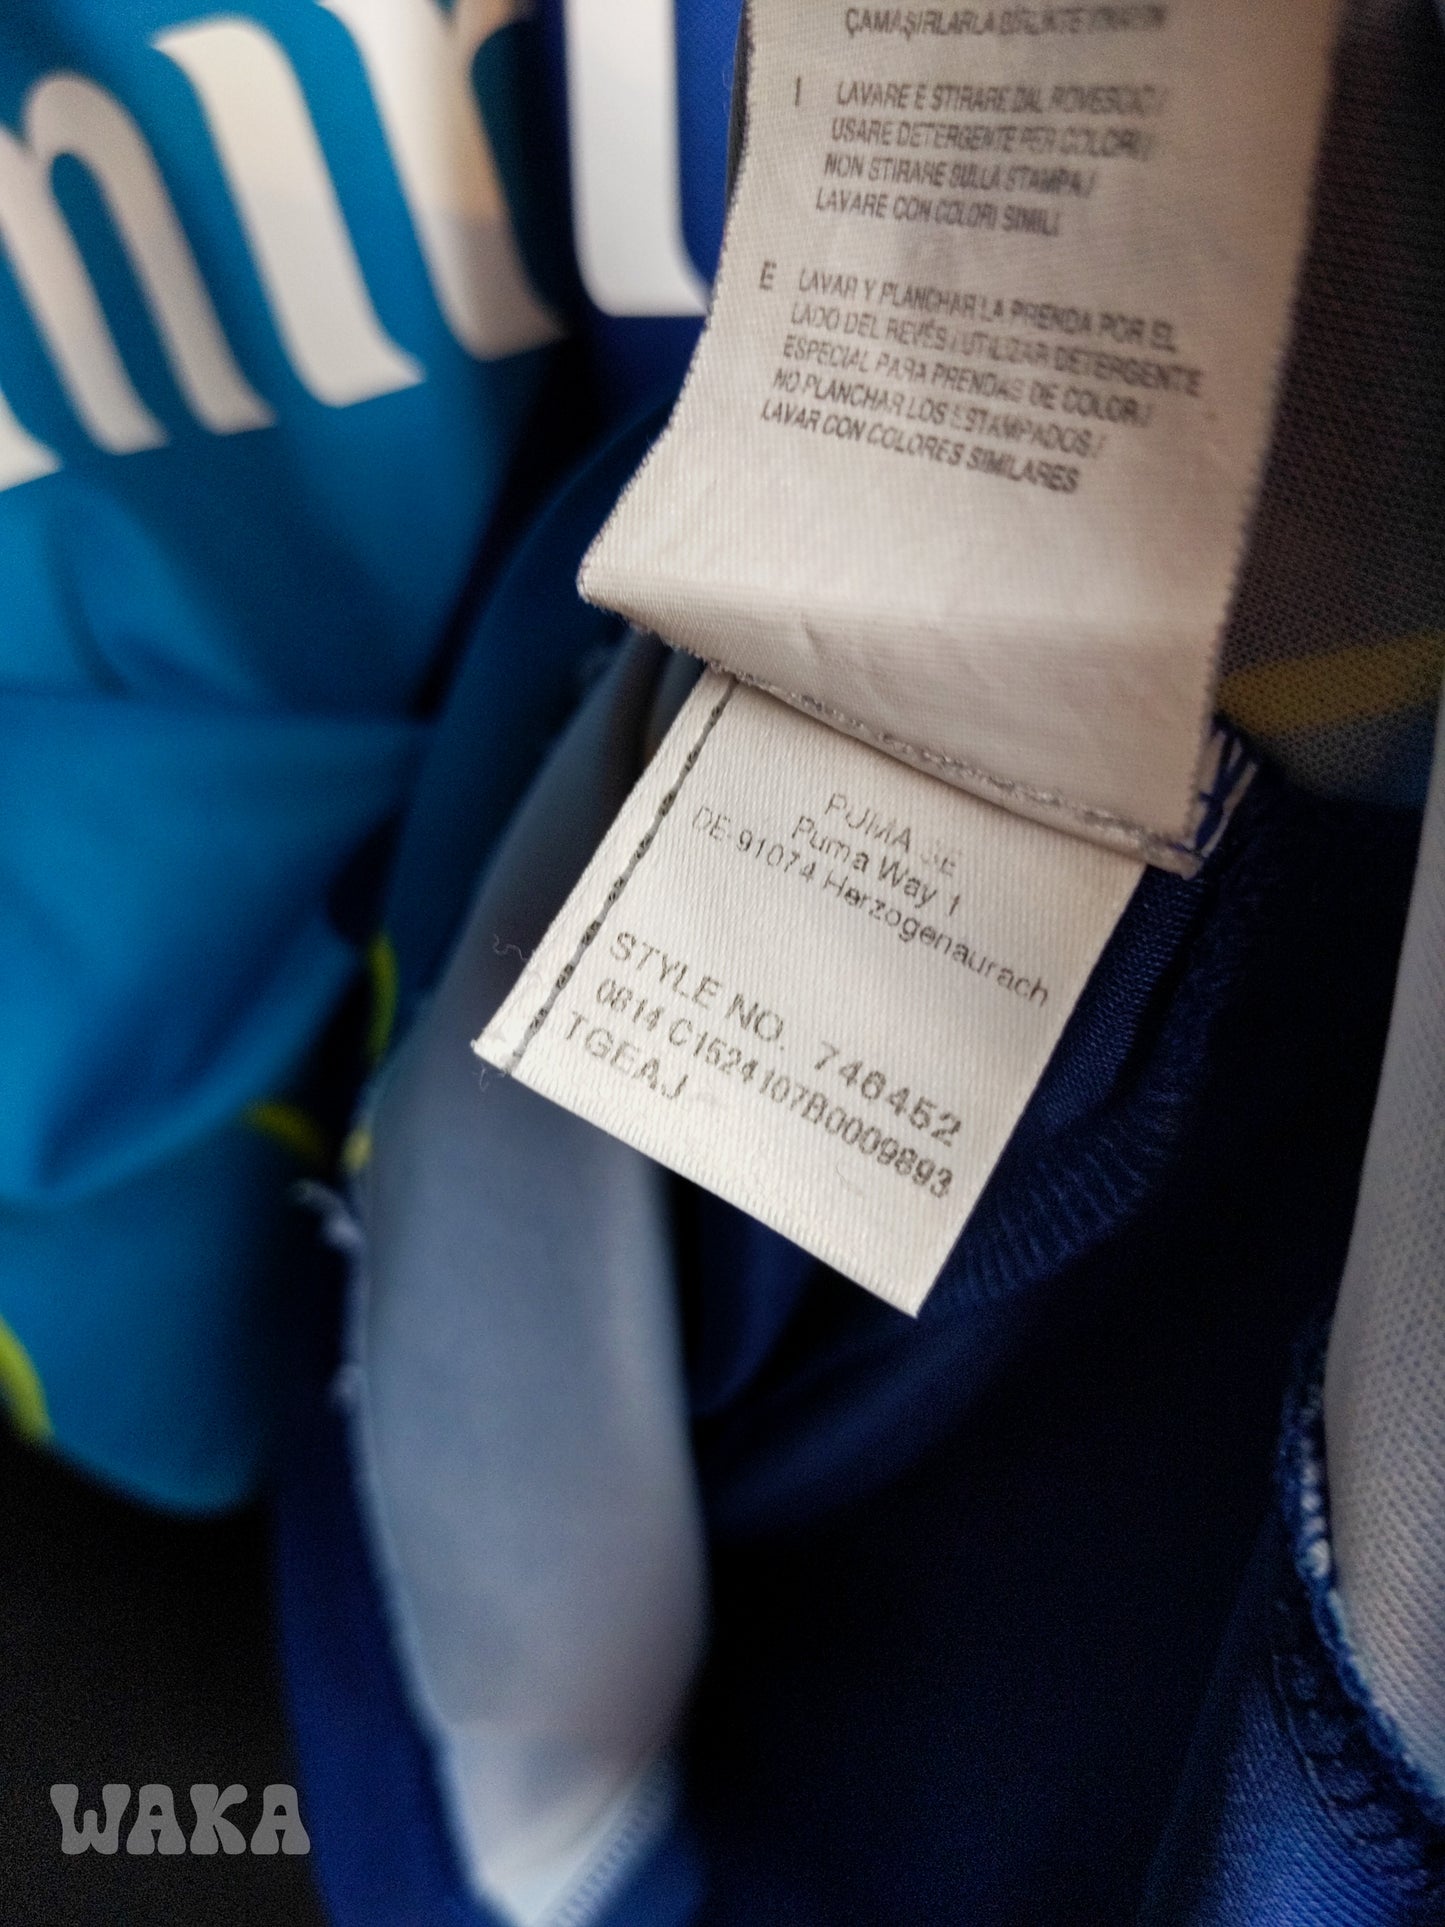 ÇAMAŞIRLARLA BİRLİKTE YIKAYIN
I LAVARE E STIRARE DAL ROVESCIO /
USARE DETERGENTE PER COLORI /
NON STIRARE SULLA STAMPA /
LAVARE CON COLORI SIMILI
E LAVAR Y PLANCHAR LA PRENDA POR EL
LADO DEL REVÉS / UTILIZAR DETERGENTE
ESPECIAL PARA PRENDAS DE COLOR /
NO PLANCHAR LOS ESTAMPADOS /
LAVAR CON COLORES SIMILARES
PUMA SE
Puma Way 1
DE-91074 Herzogenaurach
STYLE NO. 746452
0814 C1524107B0009893
TGEAJ
WAKA